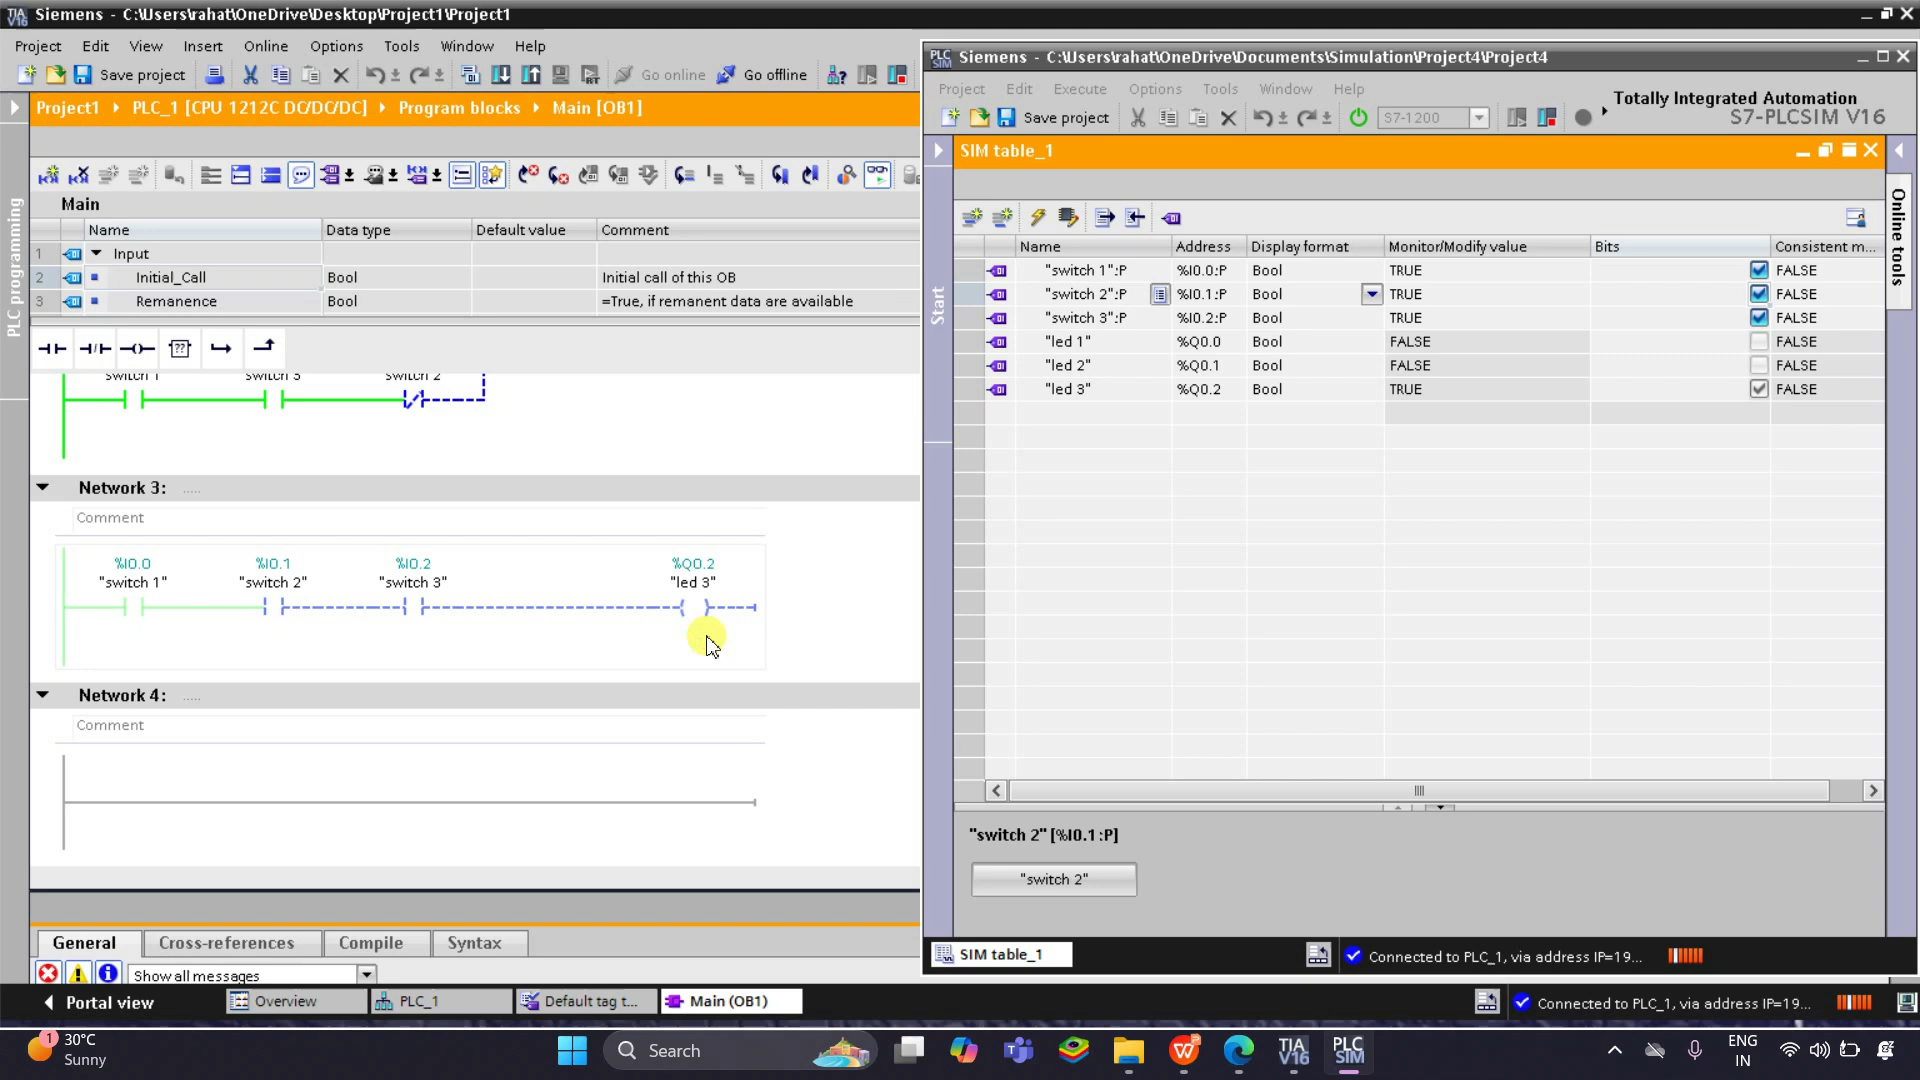 Siemens - C:\Users\rahat\OneDrive\Desktop\Project1\Project1
Project Edit View Insert Online Options Tools Window Help
Save project Go online Go offline
Project1 PLC_1 [CPU 1212C DC/DC/DC] Program blocks Main [OB1]
PLC programming
Main
Name Data type Default value Comment
1 Input
2 Initial_Call Bool Initial call of this OB
3 Remanence Bool =True, if remanent data are available
??
Network 3: .....
Comment
%I0.0 %I0.1 %I0.2 %Q0.2
"switch 1" "switch 2" "switch 3" "led 3"
Network 4: .....
Comment
General Cross-references Compile Syntax
Show all messages
Portal view Overview PLC_1 Default tag t... Main (OB1) Connected to PLC_1, via address IP=19...
Siemens - C:\Users\rahat\OneDrive\Documents\Simulation\Project4\Project4
Project Edit Execute Options Tools Window Help
Totally Integrated Automation
S7-PLCSIM V16
Save project S7-1200
SIM table_1
Start
Online tools
Name Address Display format Monitor/Modify value Bits Consistent m...
"switch 1":P %I0.0:P Bool TRUE FALSE
"switch 2":P %I0.1:P Bool TRUE FALSE
"switch 3":P %I0.2:P Bool TRUE FALSE
"led 1" %Q0.0 Bool FALSE FALSE
"led 2" %Q0.1 Bool FALSE FALSE
"led 3" %Q0.2 Bool TRUE FALSE
"switch 2" [%I0.1:P]
"switch 2"
SIM table_1 Connected to PLC_1, via address IP=19...
1 30°C
Sunny
Search
TIA
V16
PLC
SIM
ENG
IN